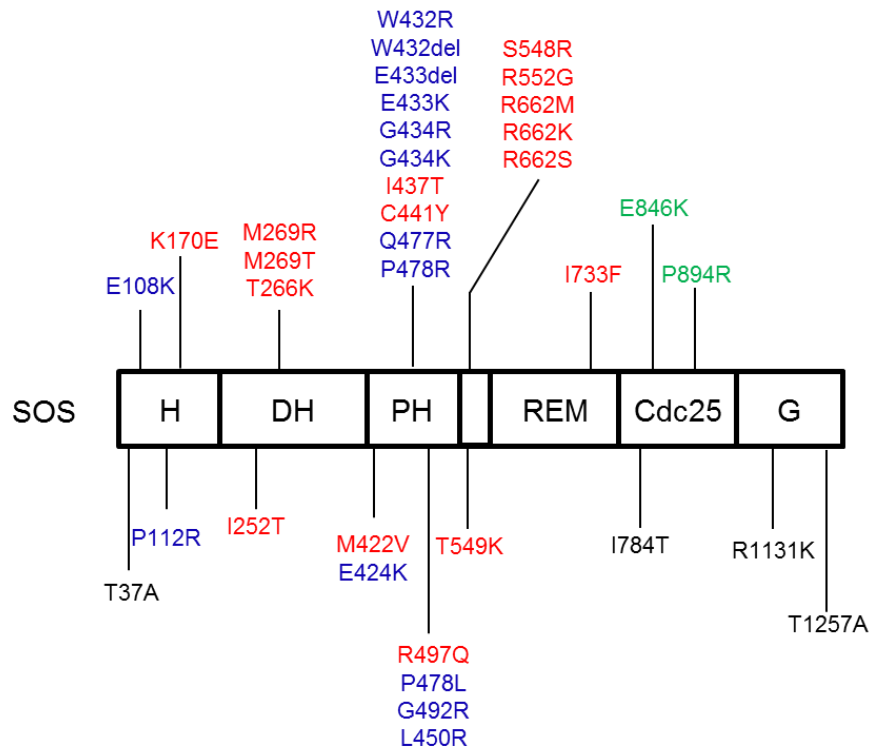 W432R
W432del
E433del
E433K
G434R
G434K
I437T
C441Y
Q477R
P478R
S548R
R552G
R662M
R662K
R662S
E108K
K170E
M269R
M269T
T266K
I733F
E846K
P894R
SOS
H
DH
PH
REM
Cdc25
G
T37A
P112R
I252T
M422V
E424K
R497Q
P478L
G492R
L450R
T549K
I784T
R1131K
T1257A